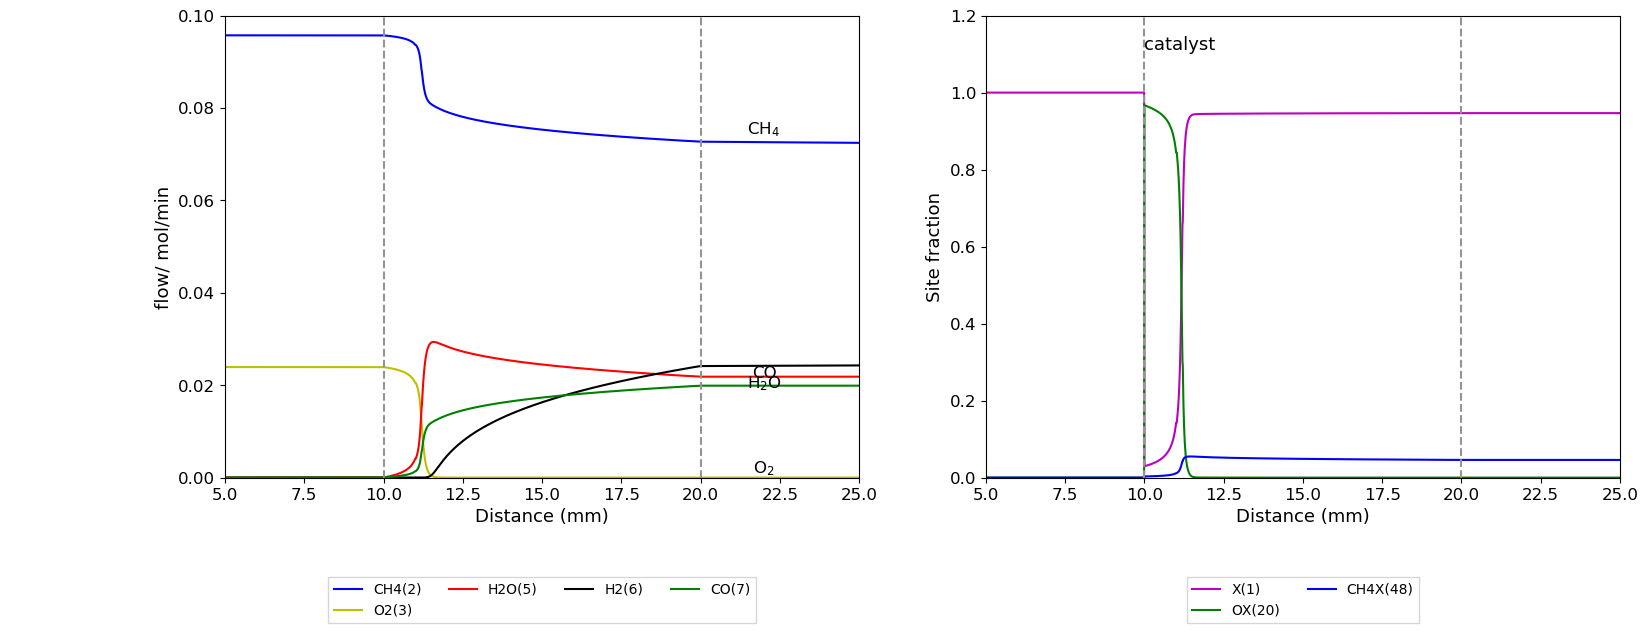 0.10
0.08
0.06
0.04
0.02
0.00
flow/ mol/min
CH₄
CO
H₂O
O₂
5.0 7.5 10.0 12.5 15.0 17.5 20.0 22.5 25.0
Distance (mm)
CH4(2) H2O(5) H2(6) CO(7)
O2(3)
1.2
1.0
0.8
0.6
0.4
0.2
0.0
Site fraction
catalyst
5.0 7.5 10.0 12.5 15.0 17.5 20.0 22.5 25.0
Distance (mm)
X(1) CH4X(48)
OX(20)